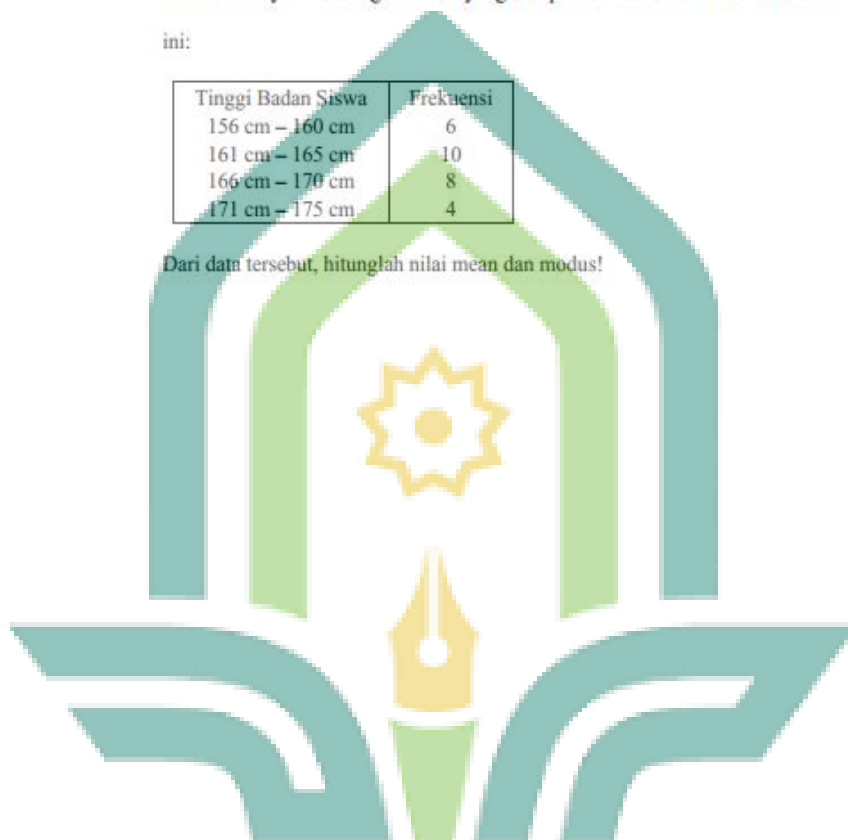 ini:
Tinggi Badan Siswa Frekuensi
156 cm – 160 cm 6
161 cm – 165 cm 10
166 cm – 170 cm 8
171 cm – 175 cm 4
Dari data tersebut, hitunglah nilai mean dan modus!